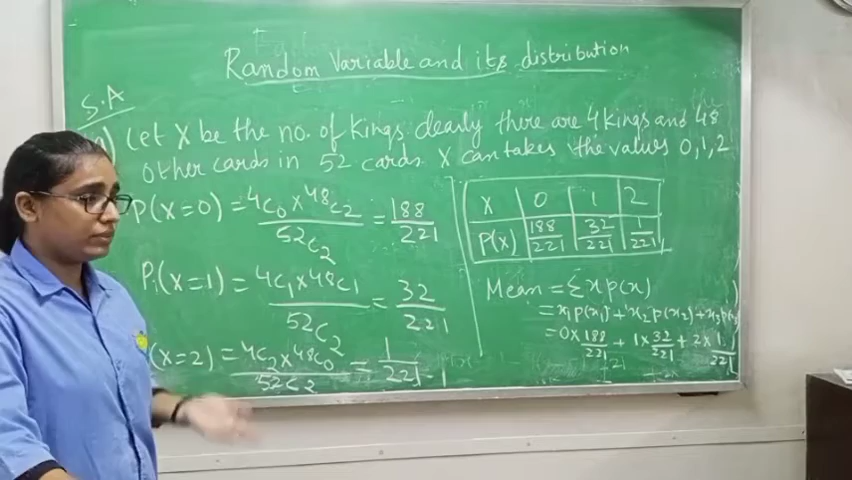 Random Variable and its distribution
S.A
Let X be the no. of Kings. clearly there are 4 kings and 48
other cards in 52 cards X can takes the values 0,1,2
P(X=0) = ⁴C₀ x ⁴⁸C₂ / ⁵²C₂ = 188/221
P(X=1) = ⁴C₁ x ⁴⁸C₁ / ⁵²C₂ = 32/221
(X=2) = ⁴C₂ x ⁴⁸C₀ / ⁵²C₂ = 1/221
X 0 1 2
P(X) 188/221 32/221 1/221
Mean = Σ x p(x)
= x₁ p(x₁) + x₂ p(x₂) + x₃ p(x₃)
= 0 x 188/221 + 1 x 32/221 + 2 x 1/221